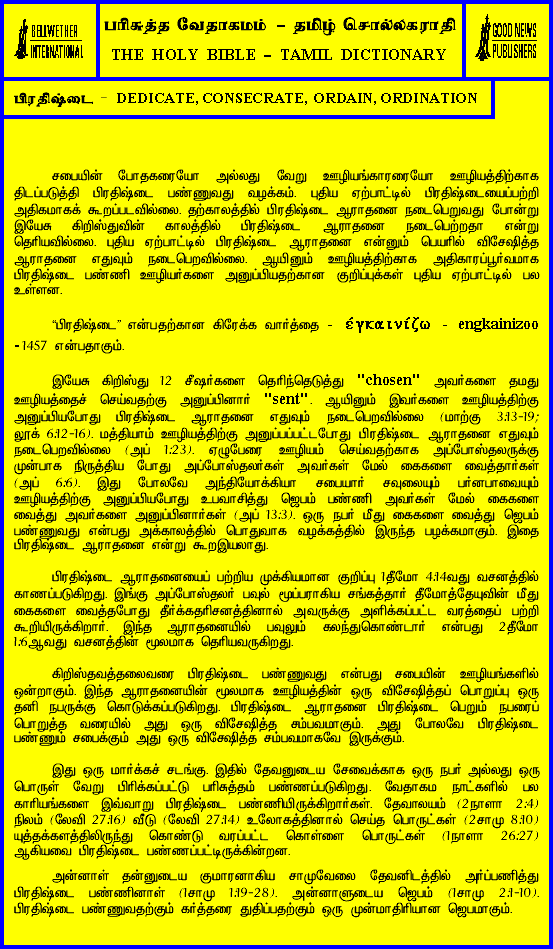 BELLWETHER
INTERNATIONAL
பரிசுத்த வேதாகமம் – தமிழ் சொல்லகராதி
THE HOLY BIBLE – TAMIL DICTIONARY
GOOD NEWS
PUBLISHERS
பிரதிஷ்டை – DEDICATE, CONSECRATE, ORDAIN, ORDINATION
சபையின் போதகரையோ அல்லது வேறு ஊழியங்காரரையோ ஊழியத்திற்காக
திடப்படுத்தி பிரதிஷ்டை பண்ணுவது வழக்கம். புதிய ஏற்பாட்டில் பிரதிஷ்டையைப்பற்றி
அதிகமாகக் கூறப்படவில்லை. தற்காலத்தில் பிரதிஷ்டை ஆராதனை நடைபெறுவது போன்று
இயேசு கிறிஸ்துவின் காலத்தில் பிரதிஷ்டை ஆராதனை நடைபெற்றதா என்று
தெரியவில்லை. புதிய ஏற்பாட்டில் பிரதிஷ்டை ஆராதனை என்னும் பெயரில் விசேஷித்த
ஆராதனை எதுவும் நடைபெறவில்லை. ஆயினும் ஊழியத்திற்காக அதிகாரப்பூர்வமாக
பிரதிஷ்டை பண்ணி ஊழியர்களை அனுப்பியதற்கான குறிப்புக்கள் புதிய ஏற்பாட்டில் பல
உள்ளன.
“பிரதிஷ்டை” என்பதற்கான கிரேக்க வார்த்தை - ἐγκαινίζω - engkainizoo
-1457 என்பதாகும்.
இயேசு கிறிஸ்து 12 சீஷர்களை தெரிந்தெடுத்து "chosen" அவர்களை தமது
ஊழியத்தைச் செய்வதற்கு அனுப்பினார் "sent". ஆயினும் இவர்களை ஊழியத்திற்கு
அனுப்பியபோது பிரதிஷ்டை ஆராதனை எதுவும் நடைபெறவில்லை (மாற்கு 3:13-19;
லூக் 6:12-16). மத்தியாம் ஊழியத்திற்கு அனுப்பப்பட்டபோது பிரதிஷ்டை ஆராதனை எதுவும்
நடைபெறவில்லை (அப் 1:23). ஏழுபேரை ஊழியம் செய்வதற்காக அப்போஸ்தலருக்கு
முன்பாக நிருத்திய போது அப்போஸ்தலர்கள் அவர்கள் மேல் கைகளை வைத்தார்கள்
(அப் 6:6). இது போலவே அந்தியோக்கியா சபையார் சவுலையும் பர்னபாவையும்
ஊழியத்திற்கு அனுப்பியபோது உபவாசித்து ஜெபம் பண்ணி அவர்கள் மேல் கைகளை
வைத்து அவர்களை அனுப்பினார்கள் (அப் 13:3). ஒரு நபர் மீது கைகளை வைத்து ஜெபம்
பண்ணுவது என்பது அக்காலத்தில் பொதுவாக வழக்கத்தில் இருந்த பழக்கமாகும். இதை
பிரதிஷ்டை ஆராதனை என்று கூறஇயலாது.
பிரதிஷ்டை ஆராதனையைப் பற்றிய முக்கியமான குறிப்பு 1தீமோ 4:14வது வசனத்தில்
காணப்படுகிறது. இங்கு அப்போஸ்தலர் பவுல் மூப்பராகிய சங்கத்தார் தீமோத்தேயுவின் மீது
கைகளை வைத்தபோது தீர்க்கதரிசனத்தினால் அவருக்கு அளிக்கப்பட்ட வரத்தைப் பற்றி
கூறியிருக்கிறார். இந்த ஆராதனையில் பவுலும் கலந்துகொண்டார் என்பது 2தீமோ
1:6ஆவது வசனத்தின் மூலமாக தெரியவருகிறது.
கிறிஸ்தவத்தலைவரை பிரதிஷ்டை பண்ணுவது என்பது சபையின் ஊழியங்களில்
ஒன்றாகும். இந்த ஆராதனையின் மூலமாக ஊழியத்தின் ஒரு விசேஷித்தப் பொறுப்பு ஒரு
தனி நபருக்கு கொடுக்கப்படுகிறது. பிரதிஷ்டை ஆராதனை பிரதிஷ்டை பெறும் நபரைப்
பொறுத்த வரையில் அது ஒரு விசேஷித்த சம்பவமாகும். அது போலவே பிரதிஷ்டை
பண்ணும் சபைக்கும் அது ஒரு விசேஷித்த சம்பவமாகவே இருக்கும்.
இது ஒரு மார்க்கச் சடங்கு. இதில் தேவனுடைய சேவைக்காக ஒரு நபர் அல்லது ஒரு
பொருள் வேறு பிரிக்கப்பட்டு பரிசுத்தம் பண்ணப்படுகிறது. வேதாகம நாட்களில் பல
காரியங்களை இவ்வாறு பிரதிஷ்டை பண்ணியிருக்கிறார்கள். தேவாலயம் (2நாளா 2:4)
நிலம் (லேவி 27:16) வீடு (லேவி 27:14) உலோகத்தினால் செய்த பொருட்கள் (2சாமு 8:10)
யுத்தக்களத்திலிருந்து கொண்டு வரப்பட்ட கொள்ளை பொருட்கள் (1நாளா 26:27)
ஆகியவை பிரதிஷ்டை பண்ணப்பட்டிருக்கின்றன.
அன்னாள் தன்னுடைய குமாரனாகிய சாமுவேலை தேவனிடத்தில் அர்ப்பணித்து
பிரதிஷ்டை பண்ணினாள் (1சாமு 1:19-28). அன்னாளுடைய ஜெபம் (1சாமு 2:1-10).
பிரதிஷ்டை பண்ணுவதற்கும் கர்த்தரை துதிப்பதற்கும் ஒரு முன்மாதிரியான ஜெபமாகும்.